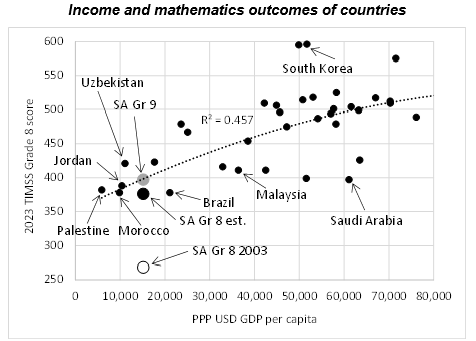 Income and mathematics outcomes of countries
600
550
500
450
400
350
300
250
2023 TIMSS Grade 8 score
South Korea
Uzbekistan
SA Gr 9
R² = 0.457
Jordan
Malaysia
Brazil
Saudi Arabia
SA Gr 8 est.
Palestine
Morocco
SA Gr 8 2003
0
10,000
20,000
30,000
40,000
50,000
60,000
70,000
80,000
PPP USD GDP per capita